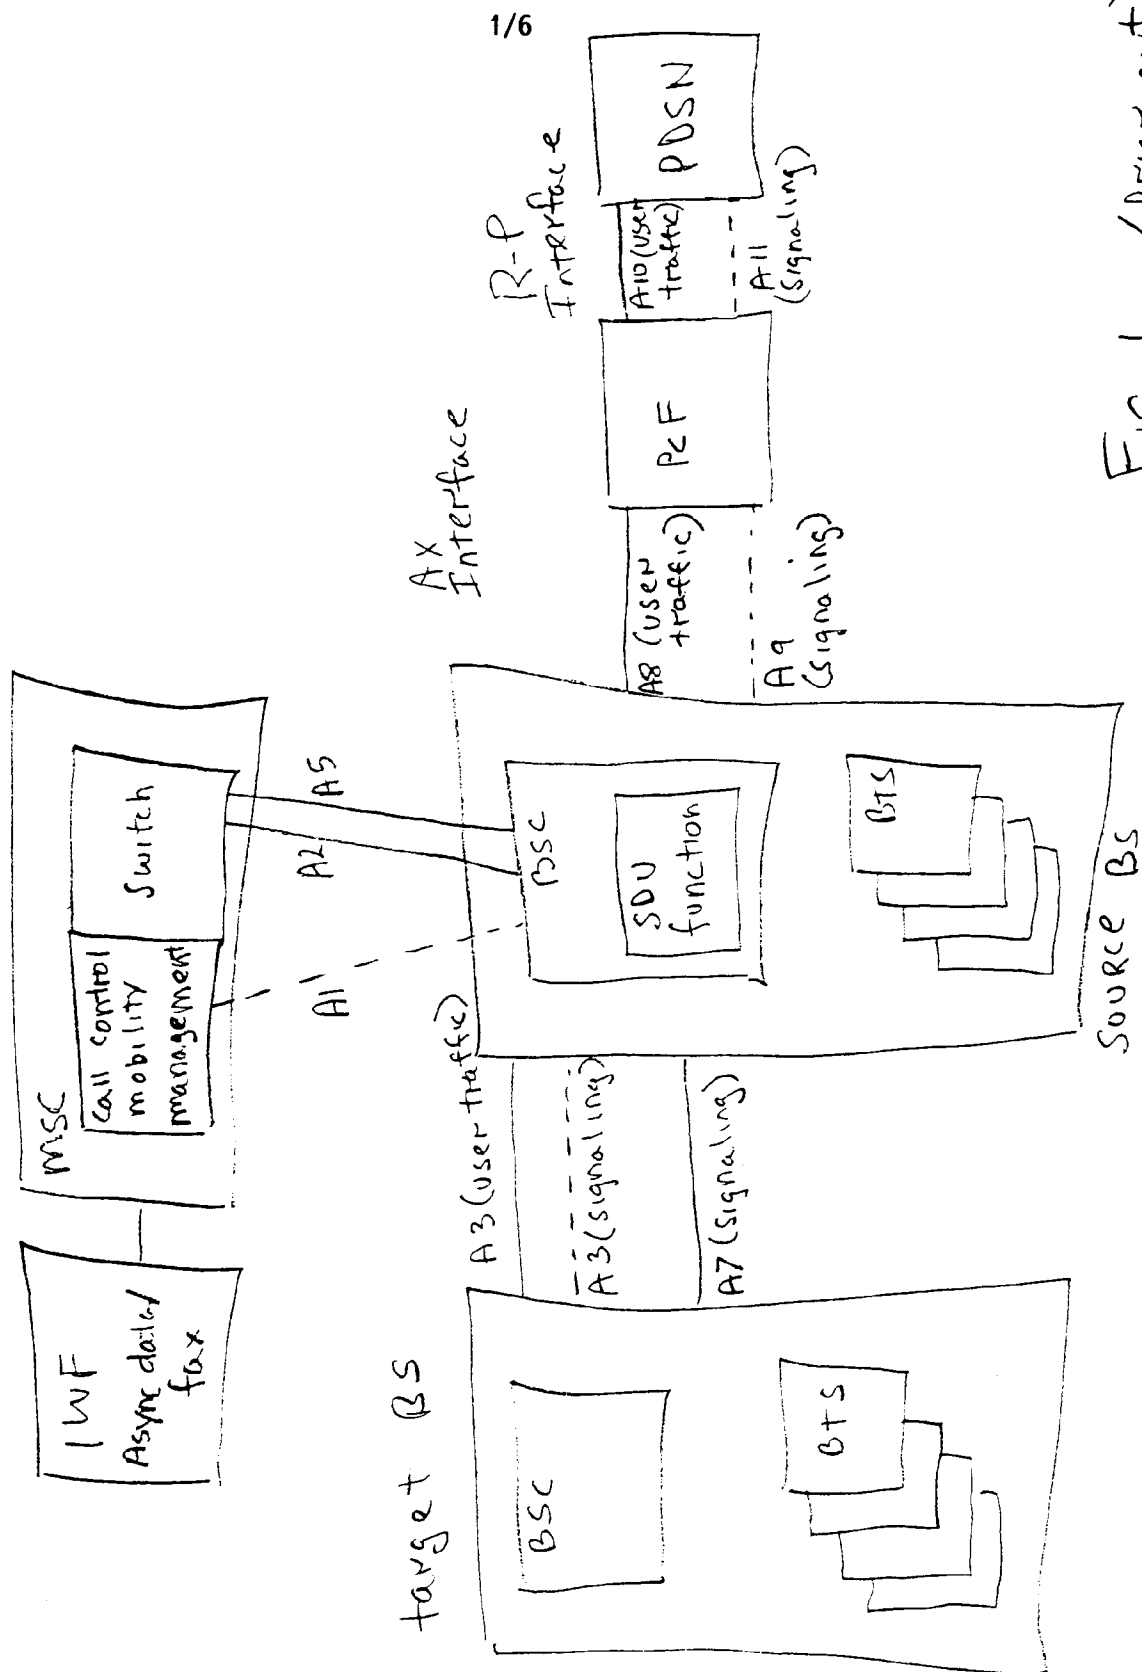 1/6
IWF
Async data/
fax
MSC
Call control
mobility
management
Switch
A1
A2
A5
Ax
Interface
R-P
Interface
target BS
BSC
BTS
A3 (user traffic)
A3 (signaling)
A7 (signaling)
BSC
SDU
function
BTS
SOURCE BS
A8 (user
traffic)
A9
(signaling)
PCF
A10 (user
traffic)
A11
(signaling)
PDSN